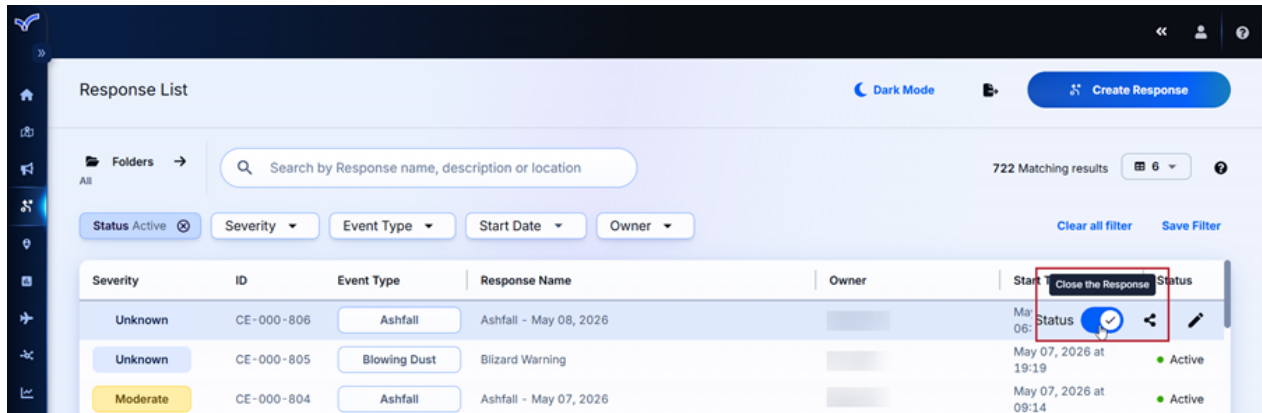 Response List
Dark Mode
Create Response
Folders
All
Search by Response name, description or location
722 Matching results
6
Status Active
Severity
Event Type
Start Date
Owner
Clear all filter
Save Filter
Severity ID Event Type Response Name Owner Start T Status
Close the Response
Unknown CE-000-806 Ashfall Ashfall - May 08, 2026 May 06: Status
Unknown CE-000-805 Blowing Dust Blizard Warning May 07, 2026 at 19:19 Active
Moderate CE-000-804 Ashfall Ashfall - May 07, 2026 May 07, 2026 at 09:14 Active